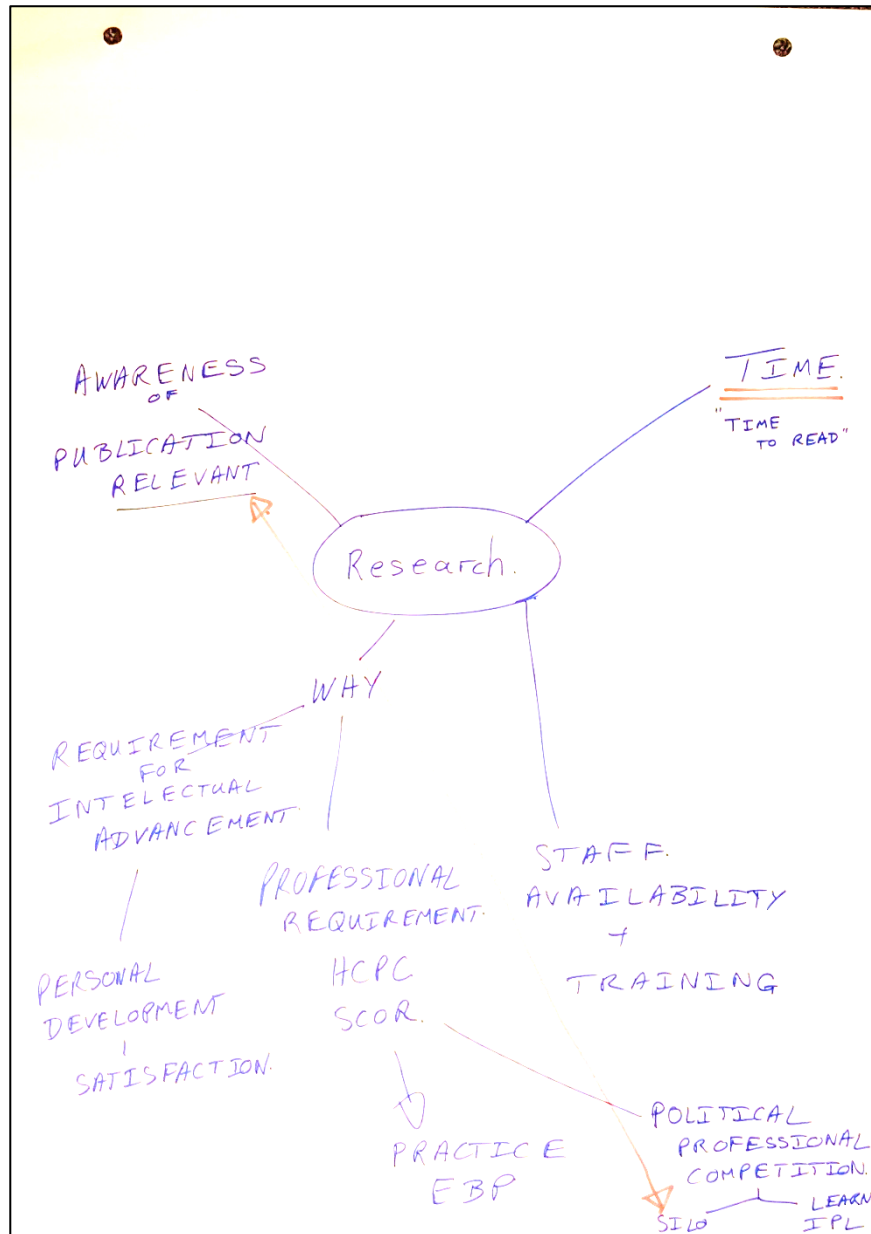 AWARENESS
OF
PUBLICATION
RELEVANT
TIME.
"TIME
TO READ"
Research.
WHY
REQUIREMENT
FOR
INTELECTUAL
ADVANCEMENT.
PERSONAL
DEVELOPMENT
SATISFACTION.
PROFESSIONAL
REQUIREMENT.
HCPC
SCOR.
PRACTICE
EBP
STAFF.
AVAILABILITY
+
TRAINING
POLITICAL
PROFESSIONAL
COMPETITION.
SILO
LEARN
IPL